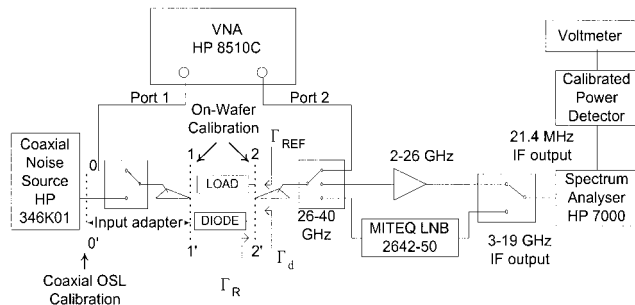 VNA
HP 8510C
Voltmeter
Calibrated
Power
Detector
Port 1
On-Wafer
Calibration
Port 2
Γ REF
21.4 MHz
IF output
Coaxial
Noise
Source
HP
346K01
0
1
2
LOAD
2-26 GHz
Spectrum
Analyser
HP 7000
Input adapter
DIODE
26-40
GHz
MITEQ LNB
2642-50
3-19 GHz
IF output
0'
1'
2'
Γ d
Γ R
Coaxial OSL
Calibration